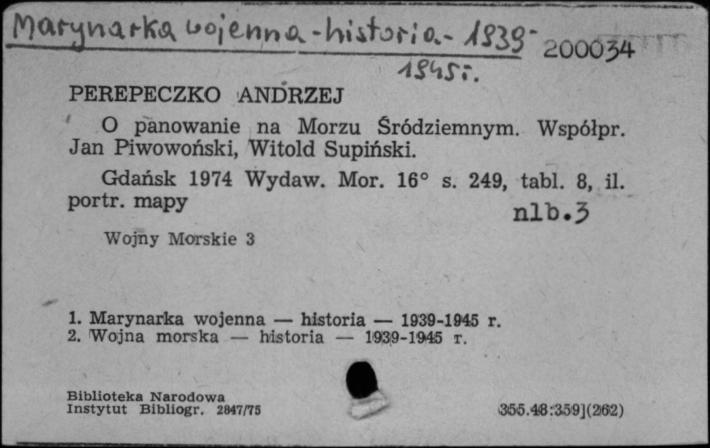 Marynarka wojenna - historia - 1939-
1945 r.
200034
PEREPECZKO ANDRZEJ
O panowanie na Morzu Śródziemnym. Współpr.
Jan Piwowoński, Witold Supiński.
Gdańsk 1974 Wydaw. Mor. 16° s. 249, tabl. 8, il.
portr. mapy
nlb.3
Wojny Morskie 3
1. Marynarka wojenna — historia — 1939-1945 r.
2. Wojna morska — historia — 1939-1945 r.
Biblioteka Narodowa
Instytut Bibliogr. 2847/75
355.48:359](262)